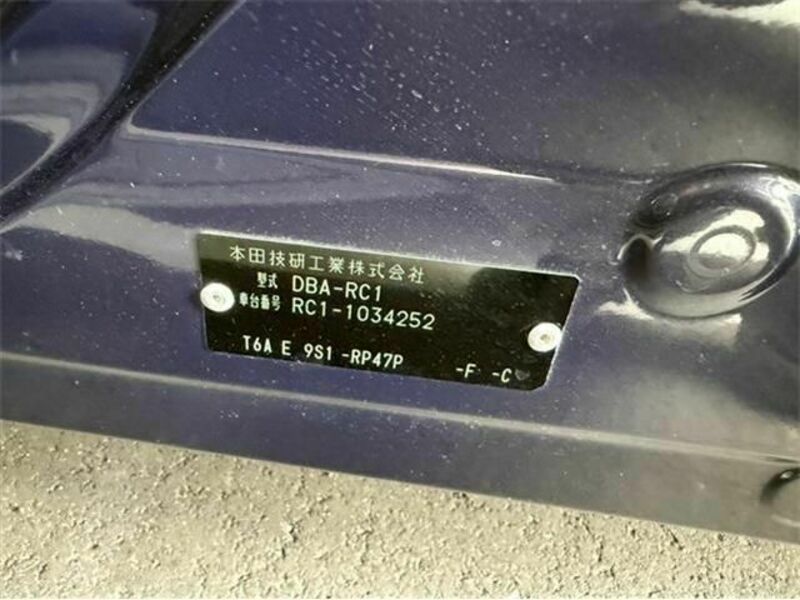 本田技研工業株式会社
型式 DBA-RC1
車台番号 RC1-1034252
T6A E 9S1 -RP47P -F -C